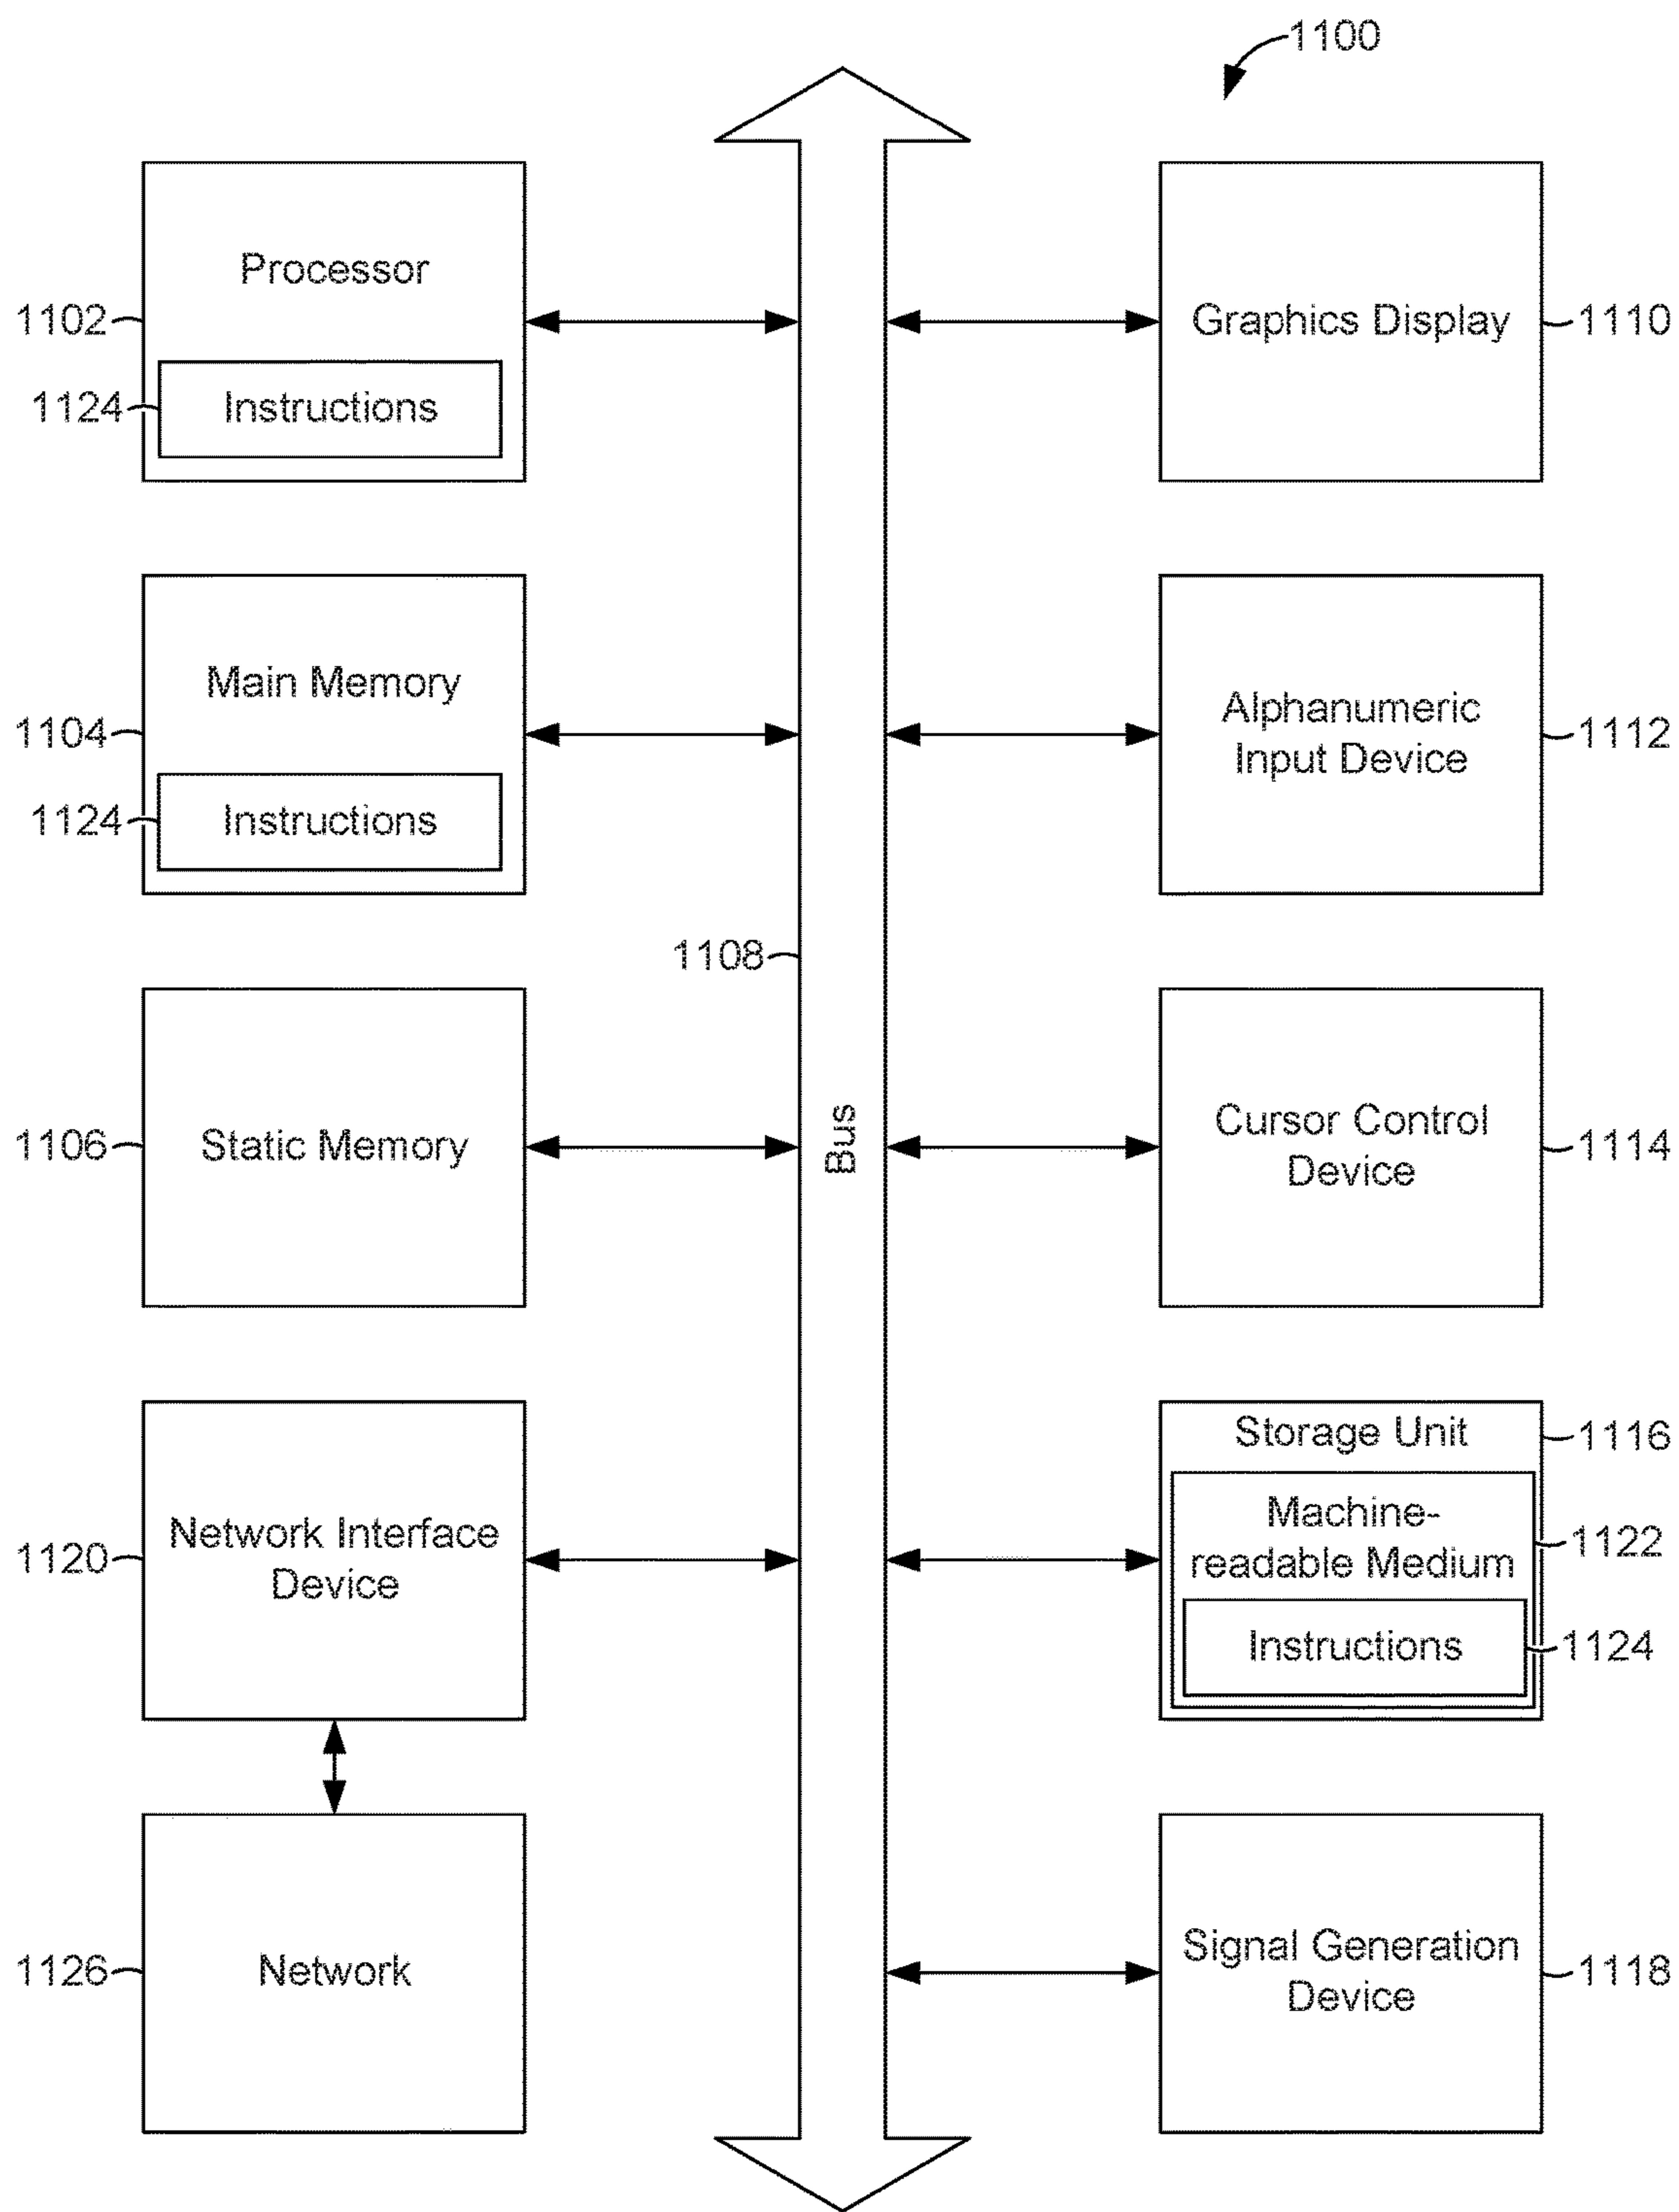 1100
Processor
1102
1124
Instructions
Graphics Display
1110
Main Memory
1104
1124
Instructions
Alphanumeric
Input Device
1112
1108
Bus
Static Memory
1106
Cursor Control
Device
1114
Network Interface
Device
1120
Storage Unit
1116
Machine-
readable Medium
1122
Instructions
1124
Network
1126
Signal Generation
Device
1118